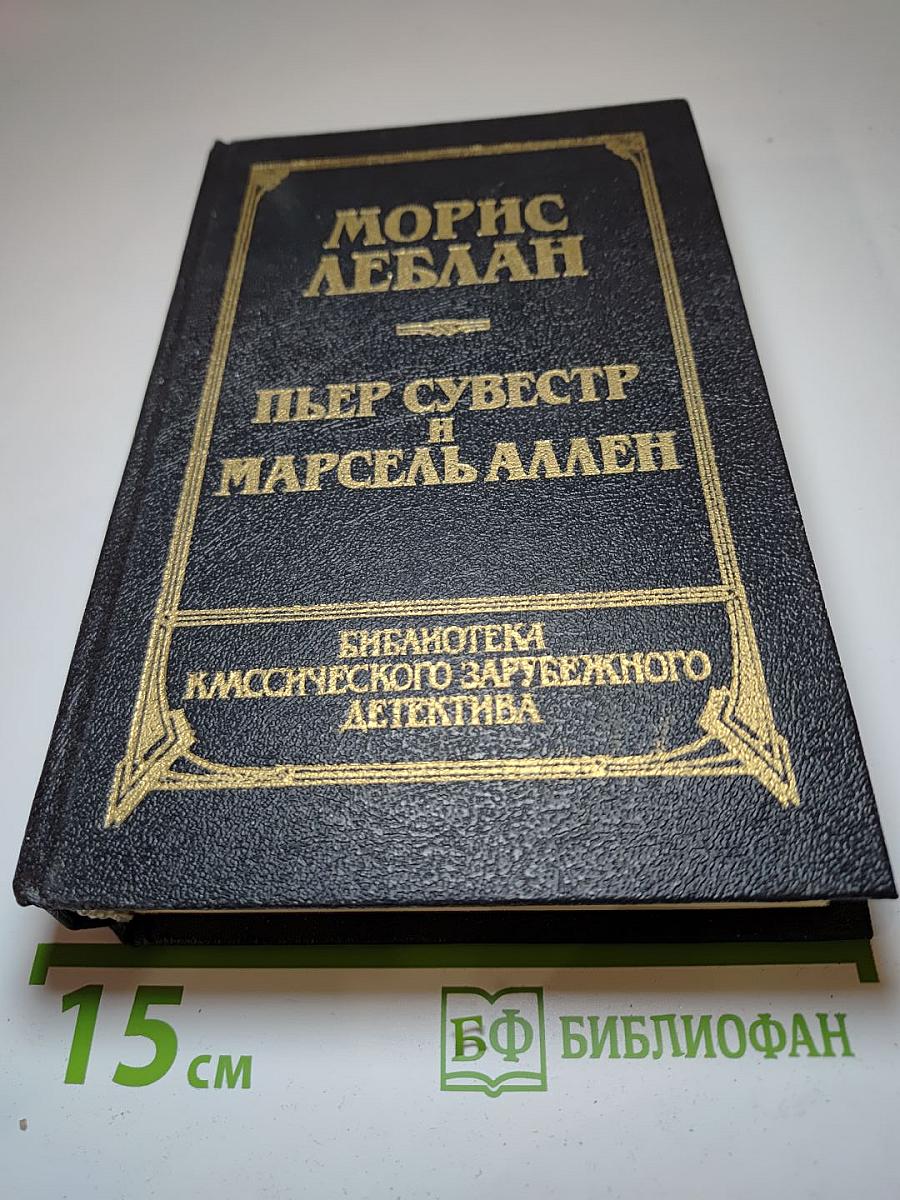 МОРИС
ЛЕБЛАН
ПЬЕР СУВЕСТР
И
МАРСЕЛЬ АЛЛЕН
БИБЛИОТЕКА
КЛАССИЧЕСКОГО ЗАРУБЕЖНОГО
ДЕТЕКТИВА
15 см
БФ БИБЛИОФАН